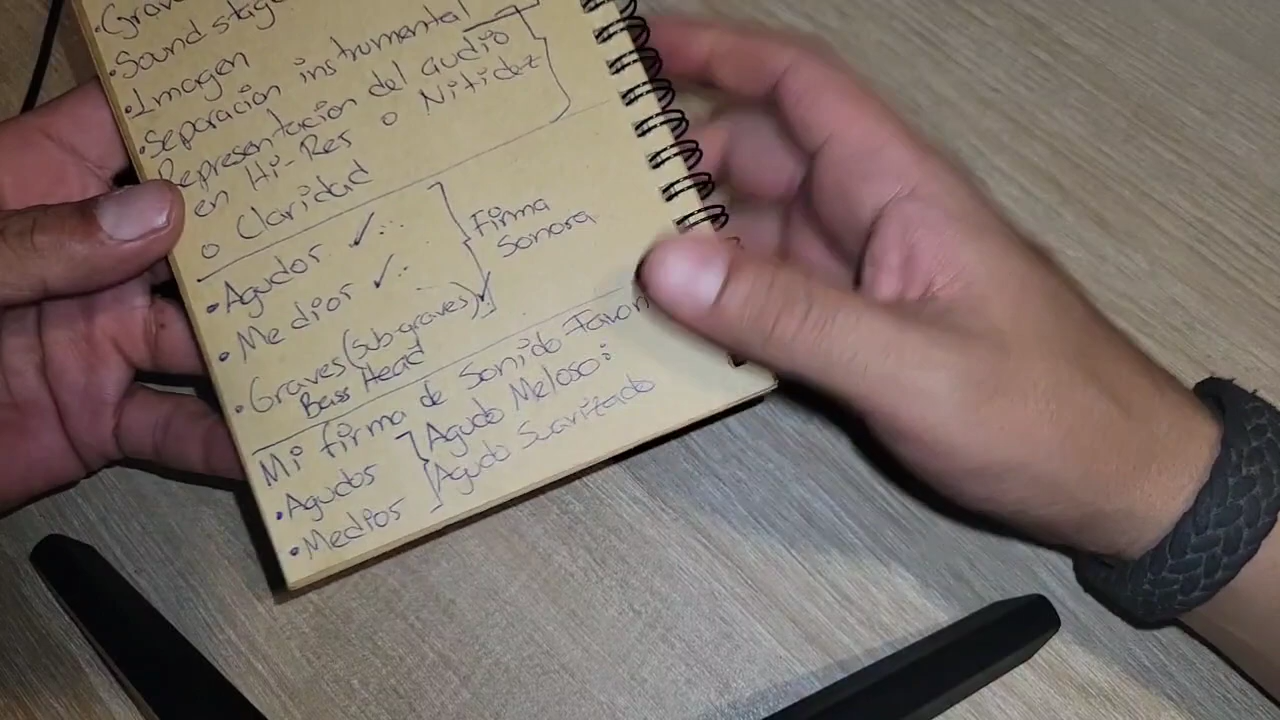 • Sound stage
• Imagen
• Separación instrumental
Representación del audio
en Hi-Res o Nitidez
o Claridad
• Agudos ✓
• Medios ✓
• Graves (Sub-graves) ✓
Bass Head
Firma
Sonora
Mi firma de Sonido
• Agudos
• Medios
Agudo Meloso:
Agudo Suavizado